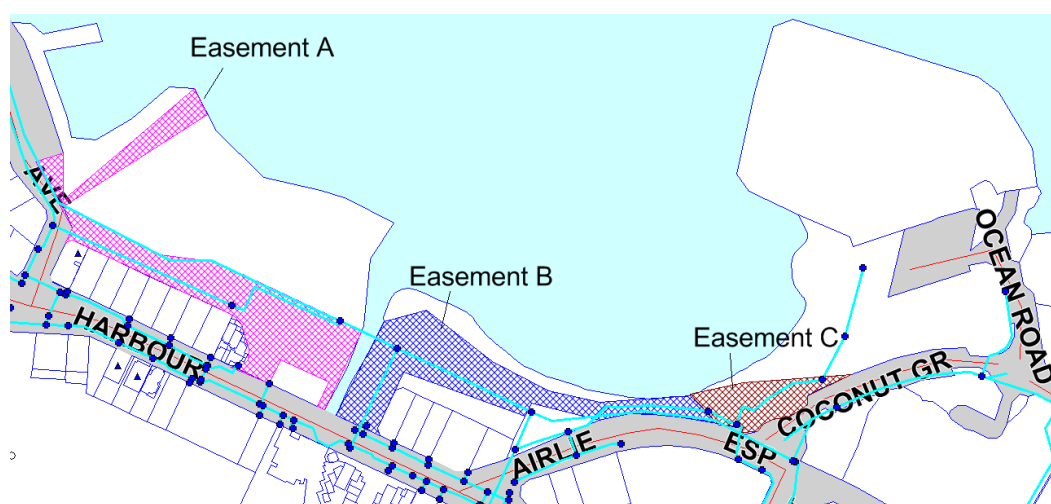 Easement A
AVE
Easement B
OCEAN ROAD
HARBOUR
Easement C
COCONUT GR
AIRLIE
ESP